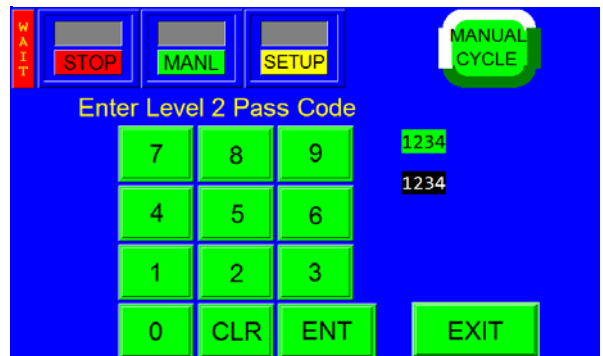 WAIT
STOP
MANL
SETUP
MANUAL
CYCLE
Enter Level 2 Pass Code
7 8 9
1234
1234
4 5 6
1 2 3
0 CLR ENT
EXIT